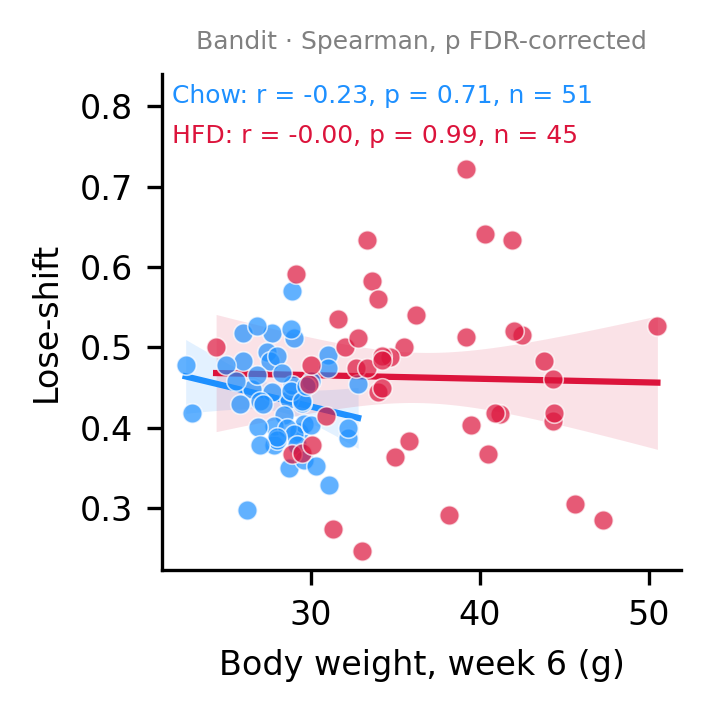 Bandit · Spearman, p FDR-corrected
Chow: r = -0.23, p = 0.71, n = 51
HFD: r = -0.00, p = 0.99, n = 45
0.8
0.7
0.6
0.5
0.4
0.3
Lose-shift
30 40 50
Body weight, week 6 (g)